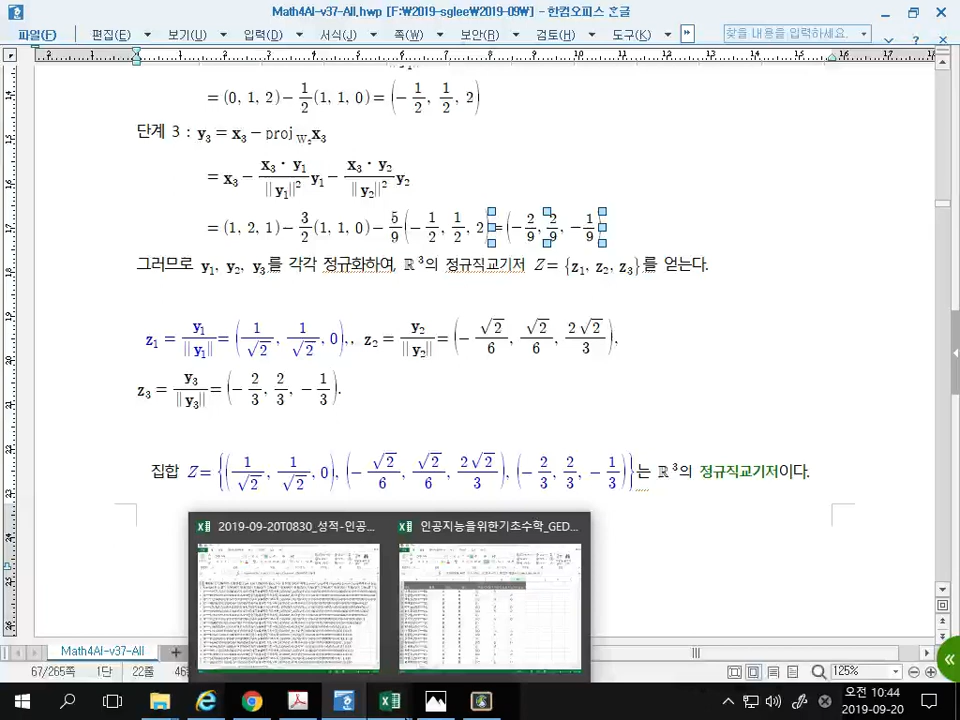 Math4AI-v37-All.hwp [F:₩2019-sglee₩2019-09₩] - 한컴오피스 한글
파일(F) 편집(E) 보기(U) 입력(D) 서식(J) 쪽(W) 보안(R) 검토(H) 도구(K) 찾을 내용을 입력하세요.
= (0, 1, 2) − 1/2 (1, 1, 0) = (− 1/2, 1/2, 2)
단계 3 : y₃ = x₃ − proj_W₂ x₃
= x₃ − (x₃ · y₁)/||y₁||² y₁ − (x₃ · y₂)/||y₂||² y₂
= (1, 2, 1) − 3/2 (1, 1, 0) − 5/9 (− 1/2, 1/2, 2) = (− 2/9, 2/9, − 1/9)
그러므로 y₁, y₂, y₃를 각각 정규화하여, ℝ³의 정규직교기저 Z = {z₁, z₂, z₃}를 얻는다.
z₁ = y₁/||y₁|| = (1/√2, 1/√2, 0), , z₂ = y₂/||y₂|| = (− √2/6, √2/6, 2√2/3),
z₃ = y₃/||y₃|| = (− 2/3, 2/3, − 1/3).
집합 Z = {(1/√2, 1/√2, 0), (− √2/6, √2/6, 2√2/3), (− 2/3, 2/3, − 1/3)}는 ℝ³의 정규직교기저이다.
2019-09-20T0830_성적-인공... 인공지능을위한기초수학_GED...
Math4AI-v37-All
67/265쪽 1단 22줄 125%
오전 10:44
2019-09-20